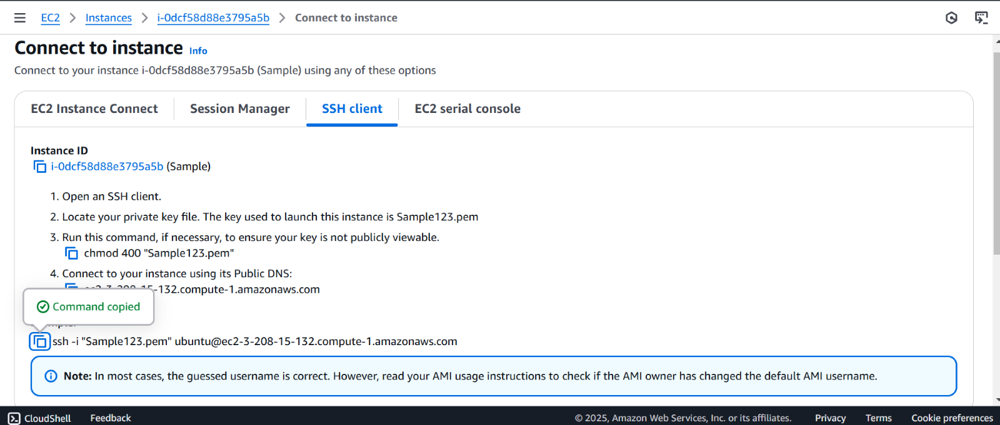 EC2 > Instances > i-0dcf58d88e3795a5b > Connect to instance
Connect to instance Info
Connect to your instance i-0dcf58d88e3795a5b (Sample) using any of these options
EC2 Instance Connect Session Manager SSH client EC2 serial console
Instance ID
i-0dcf58d88e3795a5b (Sample)
1. Open an SSH client.
2. Locate your private key file. The key used to launch this instance is Sample123.pem
3. Run this command, if necessary, to ensure your key is not publicly viewable.
chmod 400 "Sample123.pem"
4. Connect to your instance using its Public DNS:
ec2-3-208-15-132.compute-1.amazonaws.com
Command copied
ssh -i "Sample123.pem" ubuntu@ec2-3-208-15-132.compute-1.amazonaws.com
Note: In most cases, the guessed username is correct. However, read your AMI usage instructions to check if the AMI owner has changed the default AMI username.
CloudShell Feedback © 2025, Amazon Web Services, Inc. or its affiliates. Privacy Terms Cookie preferences